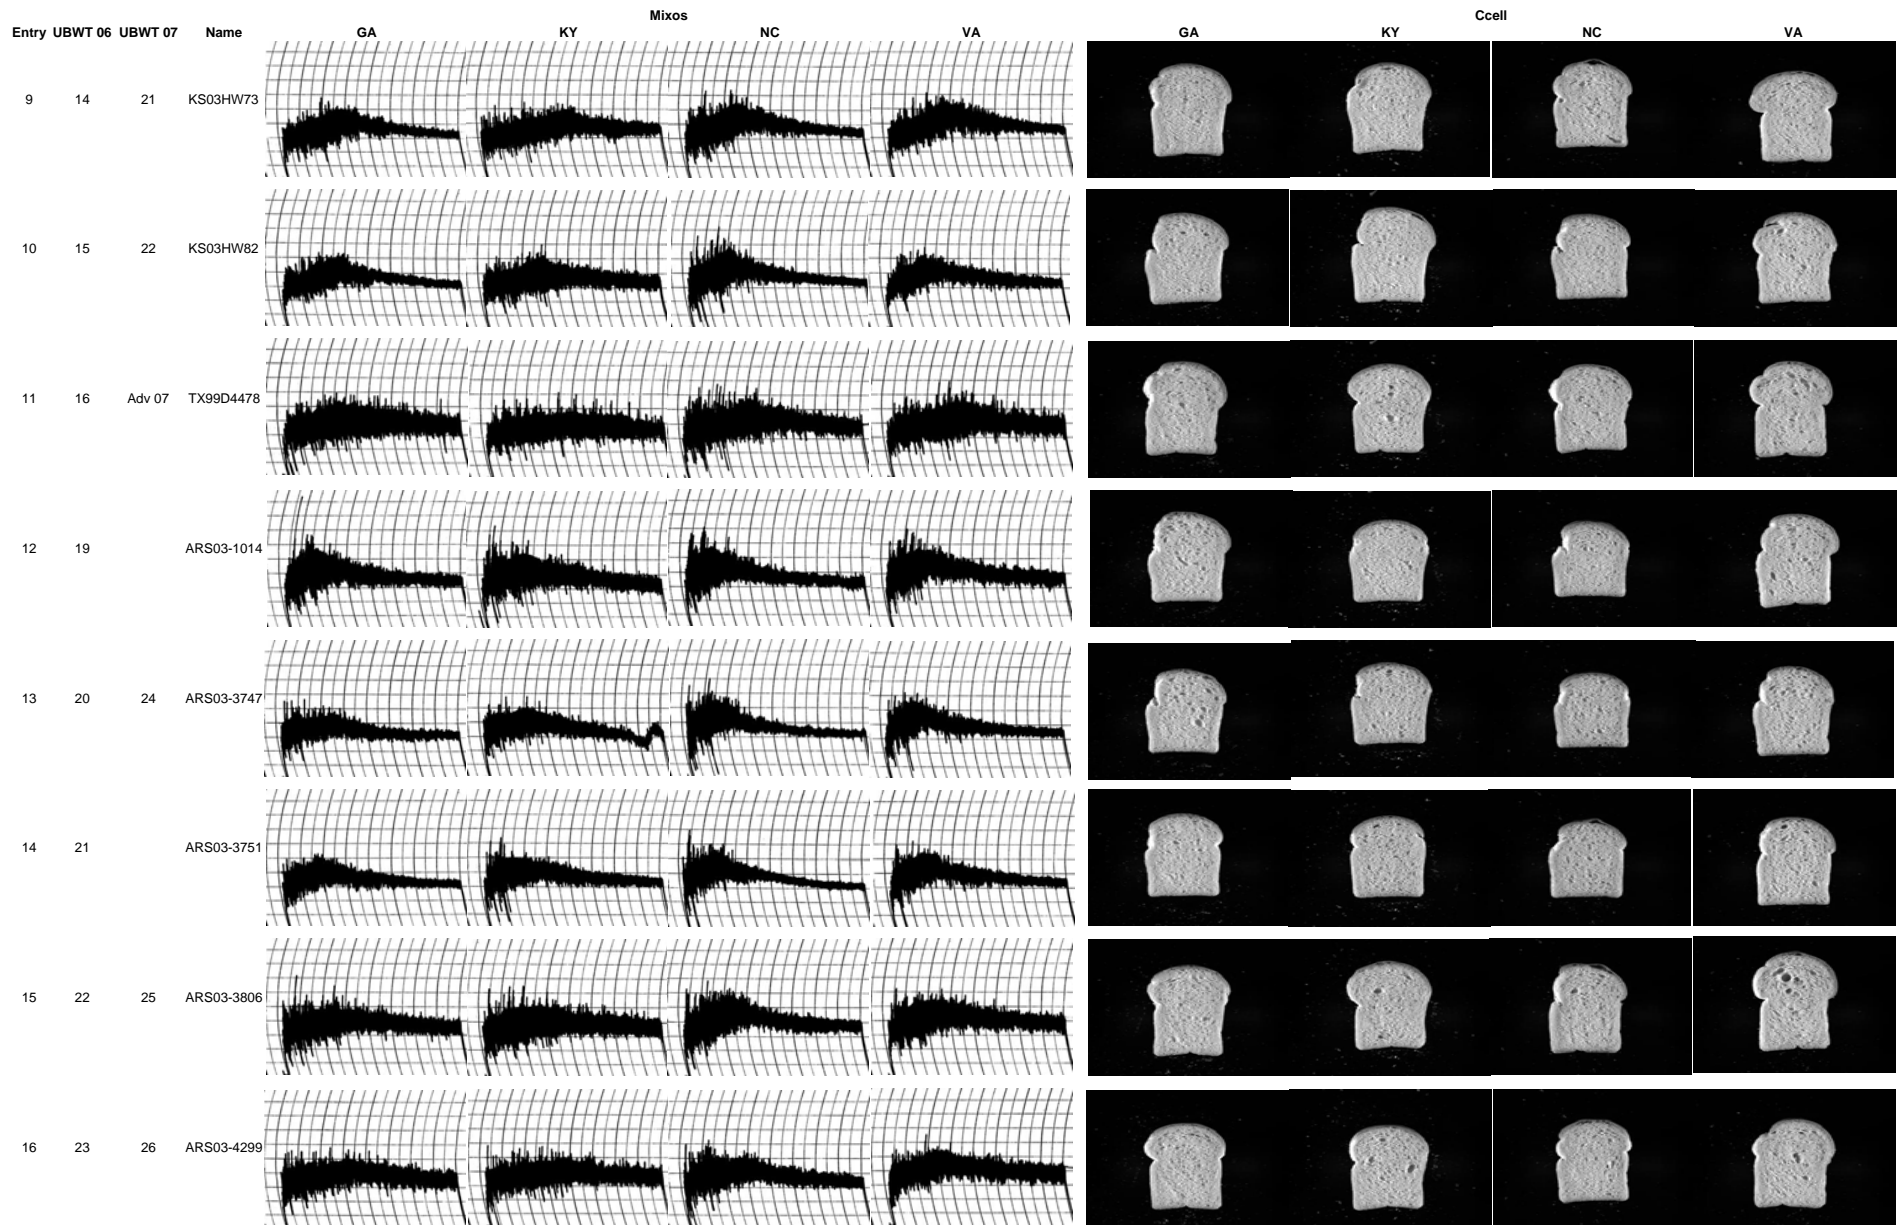 Mixos Ccell
Entry UBWT 06 UBWT 07 Name GA KY NC VA GA KY NC VA
9 14 21 KS03HW73
10 15 22 KS03HW82
11 16 Adv 07 TX99D4478
12 19 ARS03-1014
13 20 24 ARS03-3747
14 21 ARS03-3751
15 22 25 ARS03-3806
16 23 26 ARS03-4299